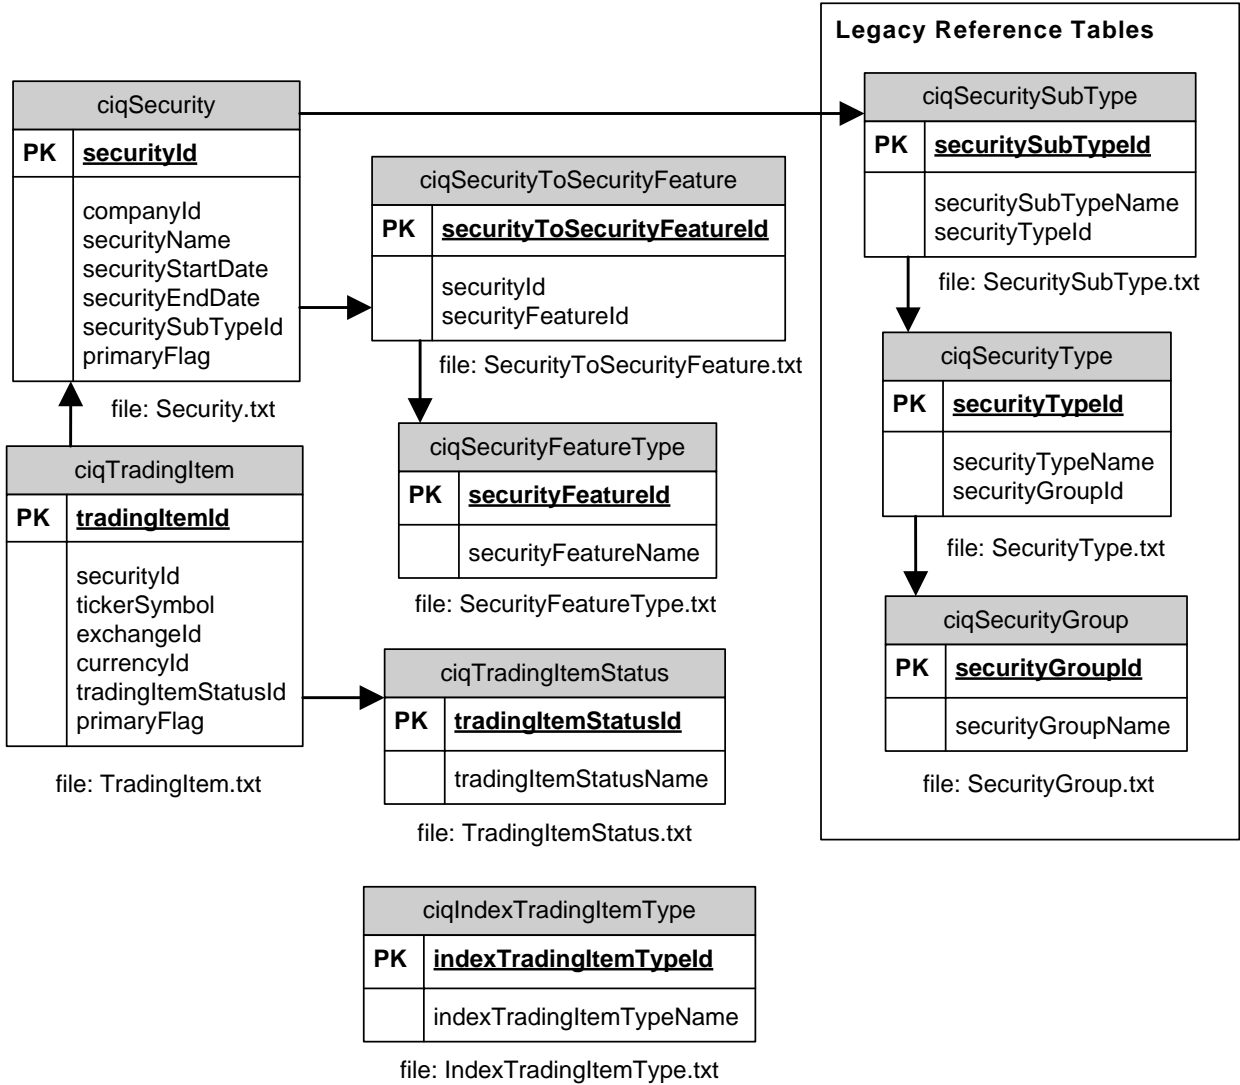 Legacy Reference Tables
ciqSecurity
PK securityId
companyId
securityName
securityStartDate
securityEndDate
securitySubTypeId
primaryFlag
file: Security.txt
ciqSecurityToSecurityFeature
PK securityToSecurityFeatureId
securityId
securityFeatureId
file: SecurityToSecurityFeature.txt
ciqSecuritySubType
PK securitySubTypeId
securitySubTypeName
securityTypeId
file: SecuritySubType.txt
ciqSecurityType
PK securityTypeId
securityTypeName
securityGroupId
file: SecurityType.txt
ciqSecurityGroup
PK securityGroupId
securityGroupName
file: SecurityGroup.txt
ciqTradingItem
PK tradingItemId
securityId
tickerSymbol
exchangeId
currencyId
tradingItemStatusId
primaryFlag
file: TradingItem.txt
ciqSecurityFeatureType
PK securityFeatureId
securityFeatureName
file: SecurityFeatureType.txt
ciqTradingItemStatus
PK tradingItemStatusId
tradingItemStatusName
file: TradingItemStatus.txt
ciqIndexTradingItemType
PK indexTradingItemTypeId
indexTradingItemTypeName
file: IndexTradingItemType.txt